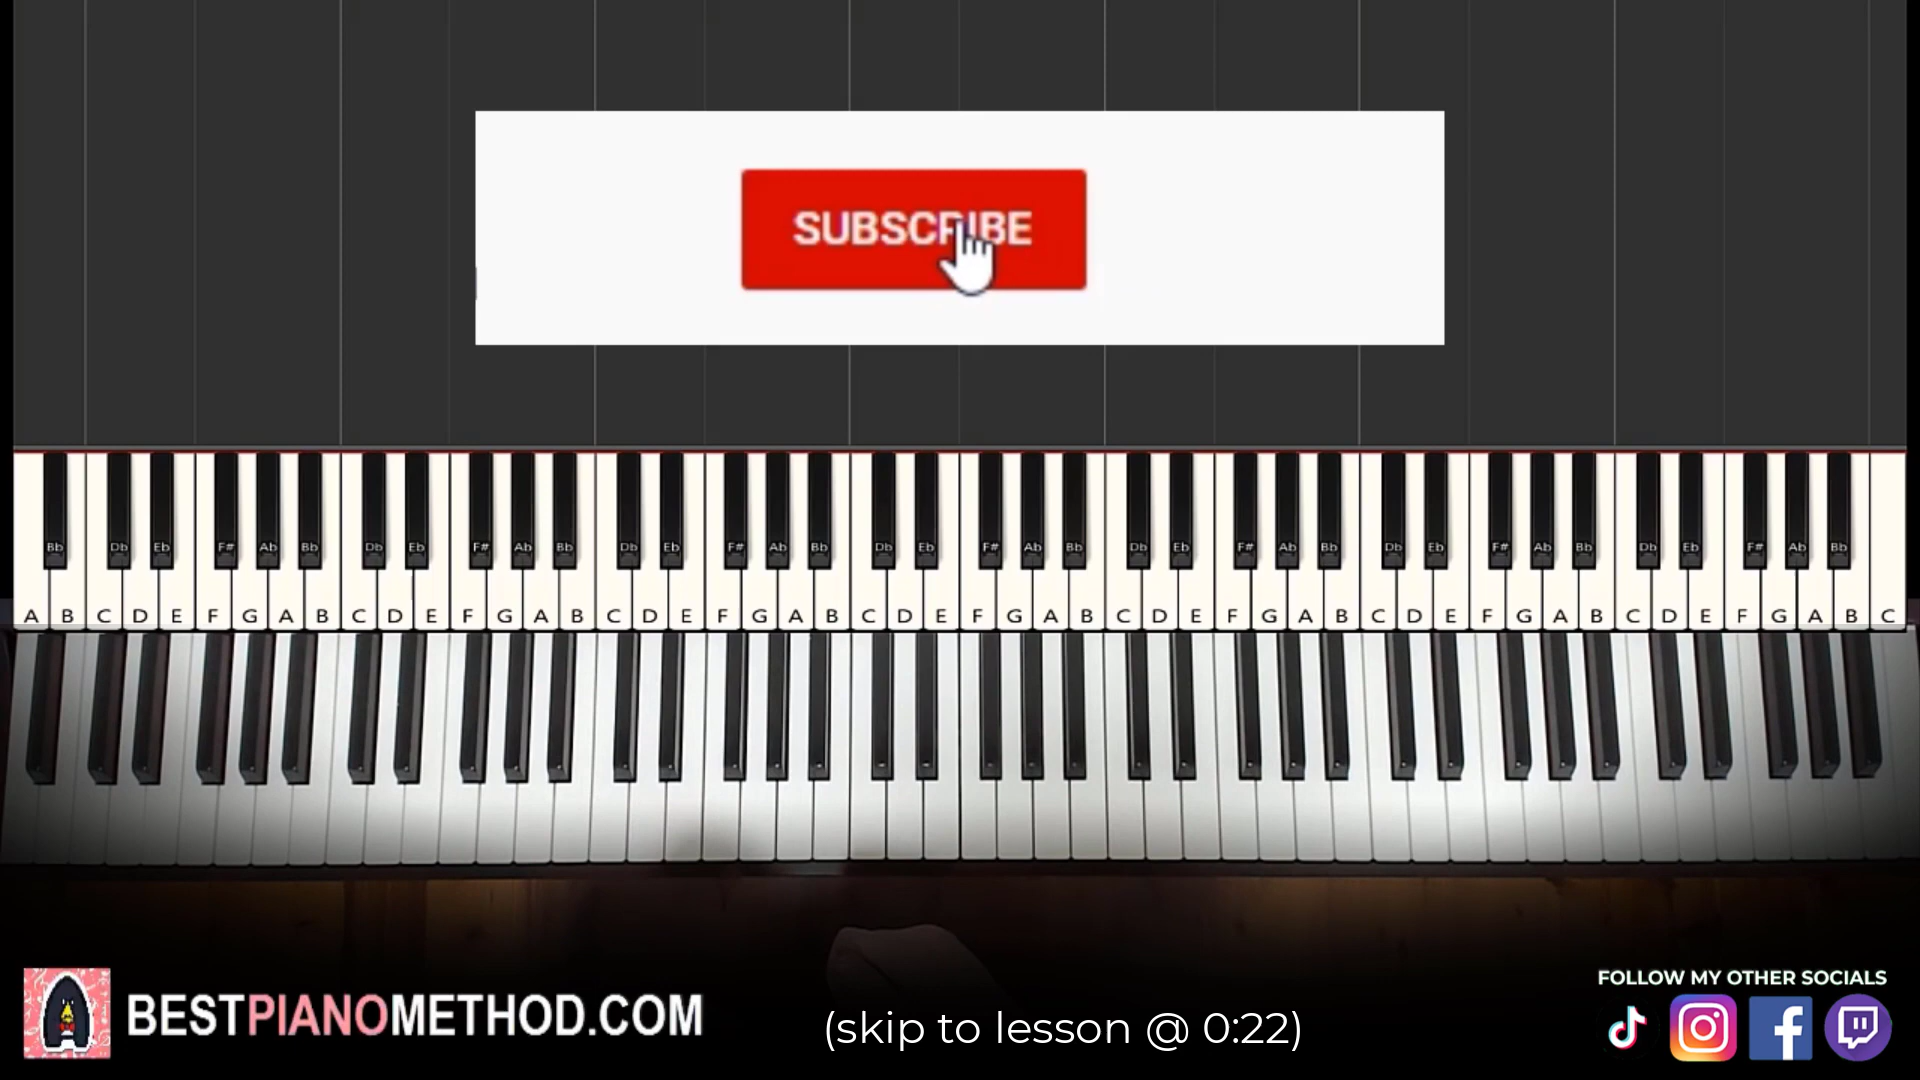 SUBSCRIBE
Bb Db Eb F# Ab Bb Db Eb F# Ab Bb Db Eb F# Ab Bb Db Eb F# Ab Bb Db Eb F# Ab Bb Db Eb F# Ab Bb Db Eb F# Ab Bb
A B C D E F G A B C D E F G A B C D E F G A B C D E F G A B C D E F G A B C D E F G A B C D E F G A B C
FOLLOW MY OTHER SOCIALS
BESTPIANOMETHOD.COM
(skip to lesson @ 0:22)